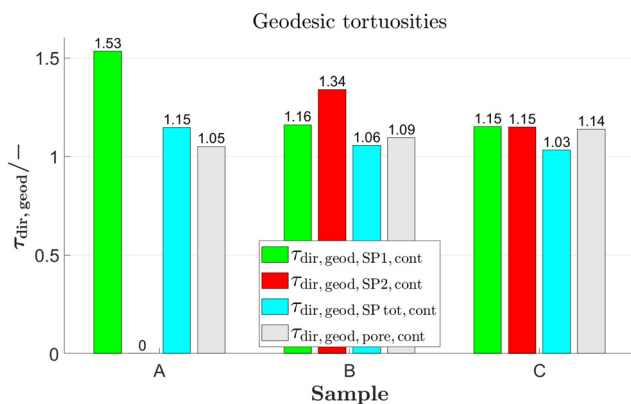 Geodesic tortuosities
τdir,geod/−
1.5
1
0.5
0
1.53
0
1.15
1.05
1.16
1.34
1.06
1.09
1.15
1.15
1.03
1.14
τdir,geod,SP1,cont
τdir,geod,SP2,cont
τdir,geod,SP tot,cont
τdir,geod,pore,cont
A B C
Sample